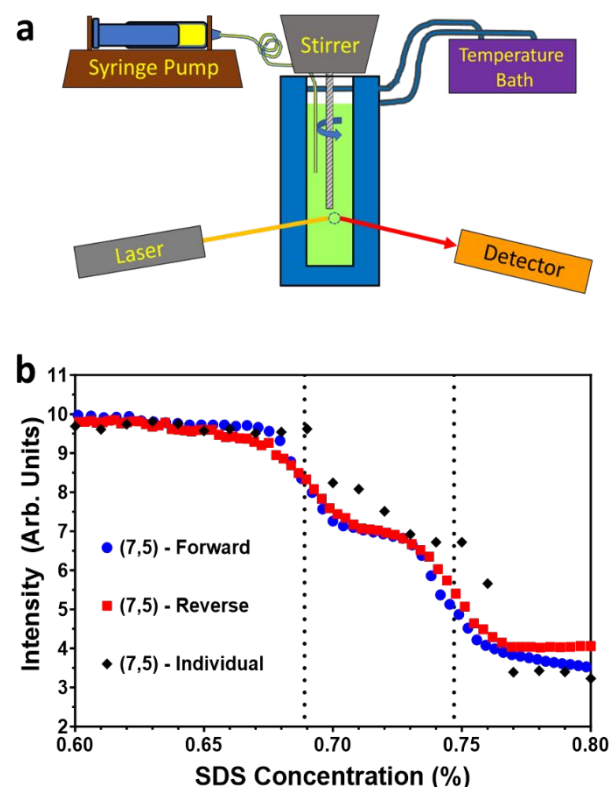 a
Syringe Pump
Stirrer
Temperature
Bath
Laser
Detector
b
Intensity (Arb. Units)
11
10
9
8
7
6
5
4
3
2
(7,5) - Forward
(7,5) - Reverse
(7,5) - Individual
0.60
0.65
0.70
0.75
0.80
SDS Concentration (%)